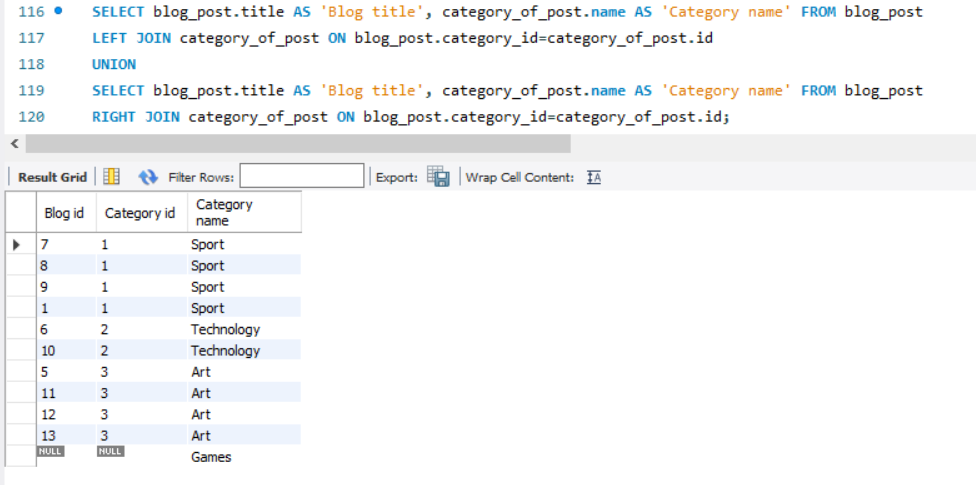 116 SELECT blog_post.title AS 'Blog title', category_of_post.name AS 'Category name' FROM blog_post
117 LEFT JOIN category_of_post ON blog_post.category_id=category_of_post.id
118 UNION
119 SELECT blog_post.title AS 'Blog title', category_of_post.name AS 'Category name' FROM blog_post
120 RIGHT JOIN category_of_post ON blog_post.category_id=category_of_post.id;
Result Grid Filter Rows: Export: Wrap Cell Content: IA
Blog id Category id Category name
7 1 Sport
8 1 Sport
9 1 Sport
1 1 Sport
6 2 Technology
10 2 Technology
5 3 Art
11 3 Art
12 3 Art
13 3 Art
NULL NULL Games